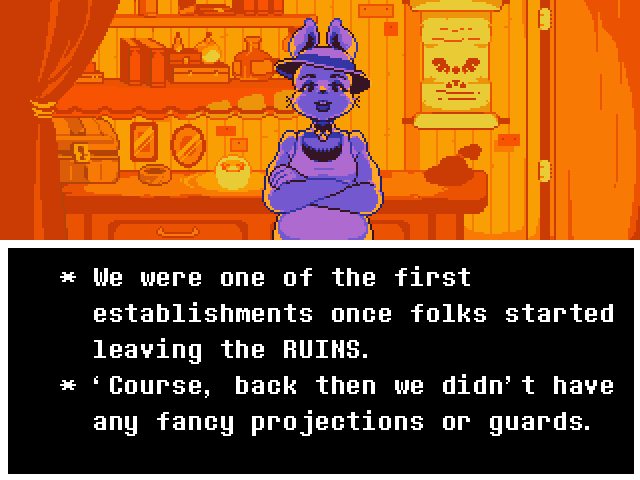 * We were one of the first
establishments once folks started
leaving the RUINS.
* ‘Course, back then we didn’t have
any fancy projections or guards.